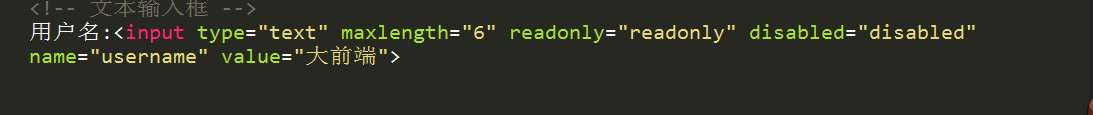 <!-- 文本输入框 -->
用户名:<input type="text" maxlength="6" readonly="readonly" disabled="disabled"
name="username" value="大前端">